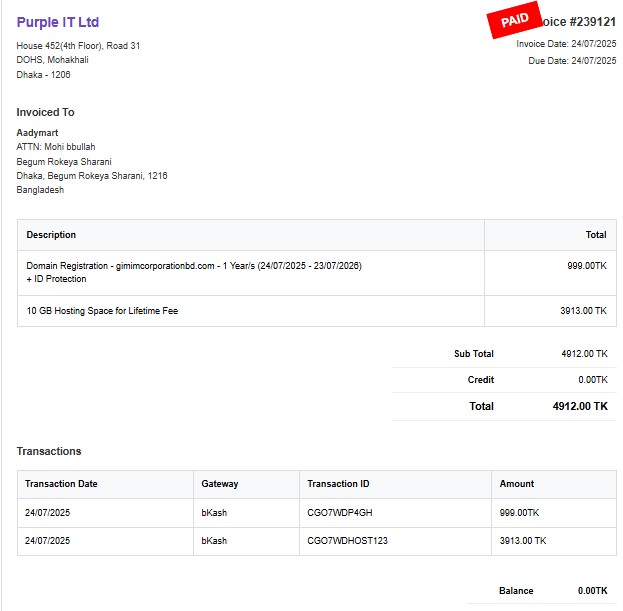 Purple IT Ltd
PAID
oice #239121
House 452(4th Floor), Road 31
DOHS, Mohakhali
Dhaka - 1206
Invoice Date: 24/07/2025
Due Date: 24/07/2025
Invoiced To
Aadymart
ATTN: Mohi bbullah
Begum Rokeya Sharani
Dhaka, Begum Rokeya Sharani, 1216
Bangladesh
Description Total
Domain Registration - gimimcorporationbd.com - 1 Year/s (24/07/2025 - 23/07/2026) 999.00TK
+ ID Protection
10 GB Hosting Space for Lifetime Fee 3913.00 TK
Sub Total 4912.00 TK
Credit 0.00TK
Total 4912.00 TK
Transactions
Transaction Date Gateway Transaction ID Amount
24/07/2025 bKash CGO7WDP4GH 999.00TK
24/07/2025 bKash CGO7WDHOST123 3913.00 TK
Balance 0.00TK